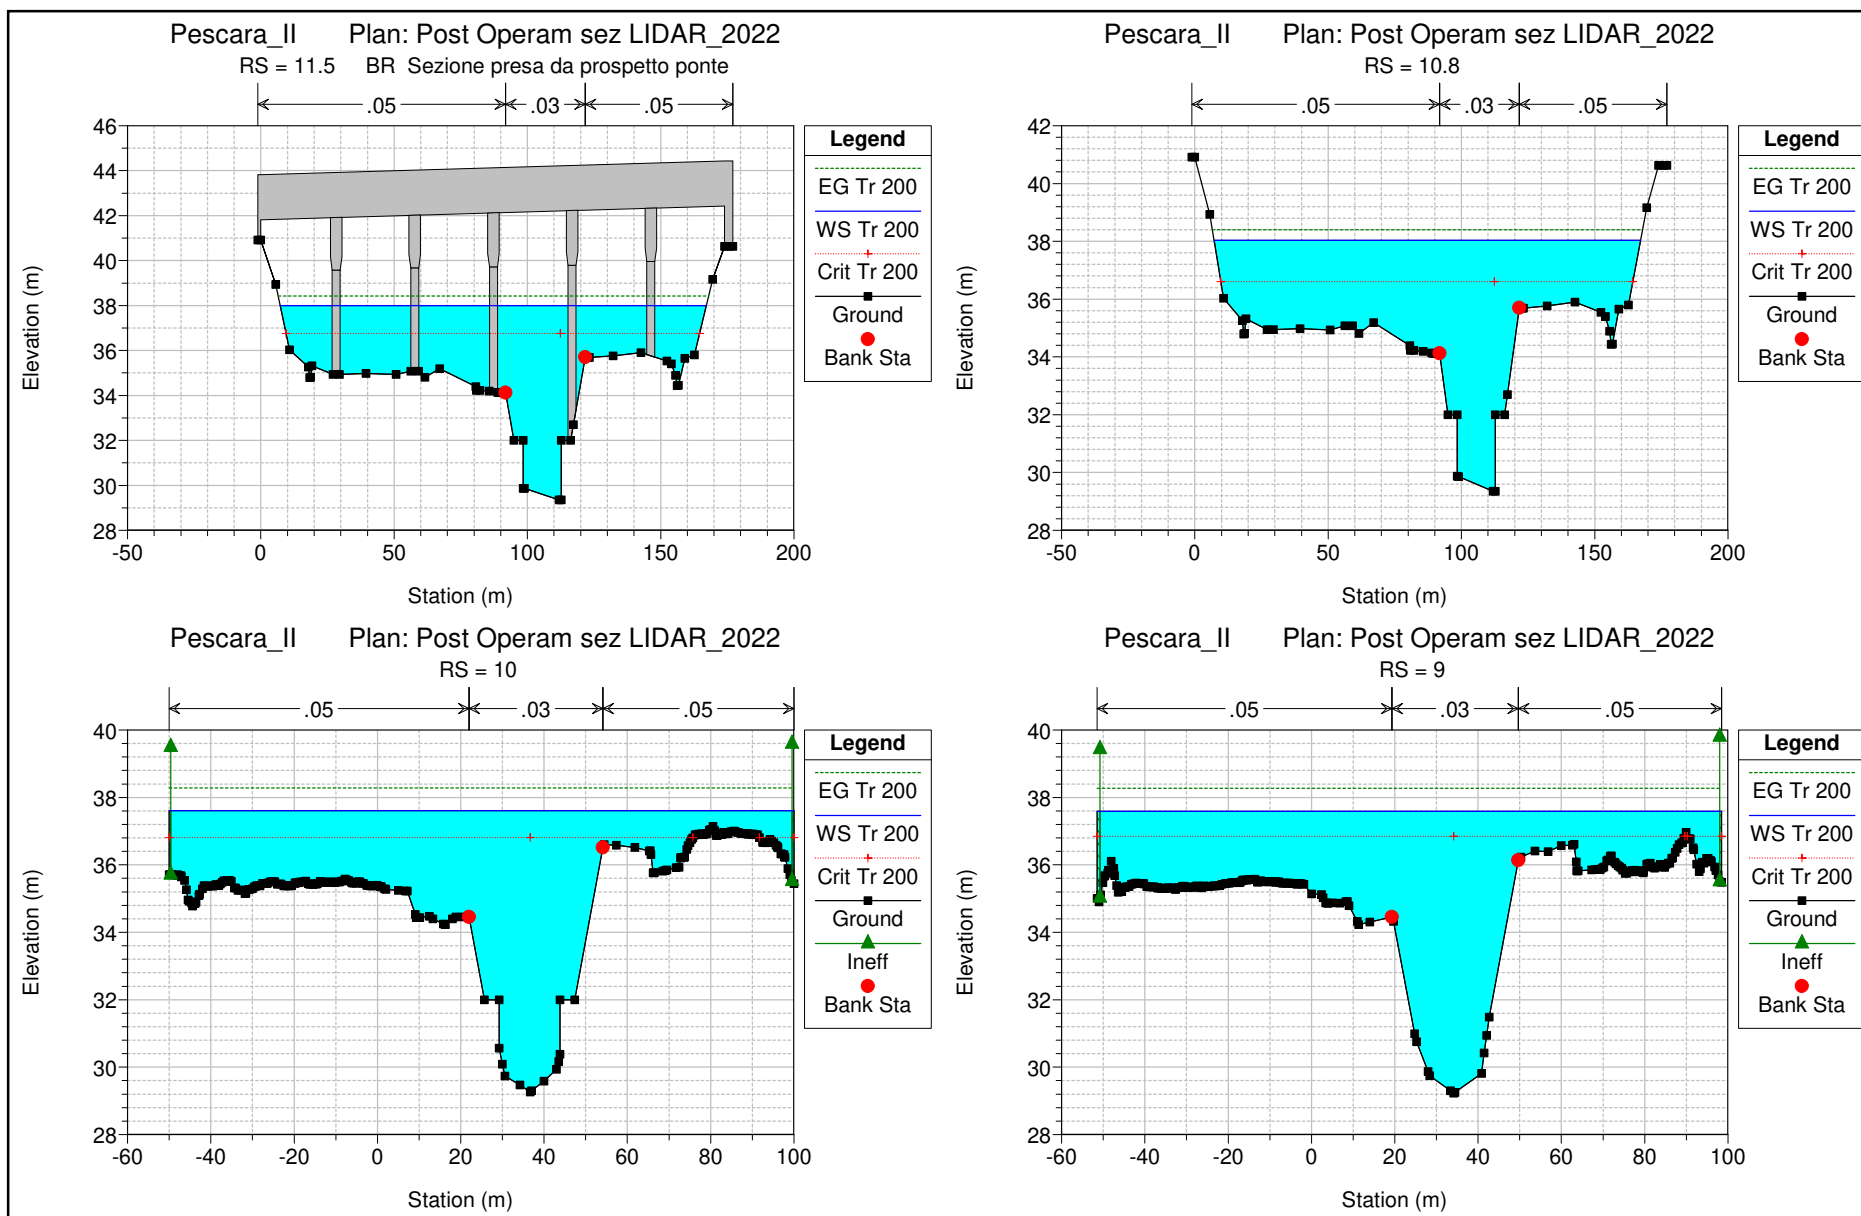 Pescara_II Plan: Post Operam sez LIDAR_2022
RS = 11.5 BR Sezione presa da prospetto ponte
.05 .03 .05
46
44
42
40
38
36
34
32
30
28
-50 0 50 100 150 200
Elevation (m)
Station (m)
Legend
EG Tr 200
WS Tr 200
Crit Tr 200
Ground
Bank Sta
Pescara_II Plan: Post Operam sez LIDAR_2022
RS = 10.8
.05 .03 .05
42
40
38
36
34
32
30
28
-50 0 50 100 150 200
Elevation (m)
Station (m)
Legend
EG Tr 200
WS Tr 200
Crit Tr 200
Ground
Bank Sta
Pescara_II Plan: Post Operam sez LIDAR_2022
RS = 10
.05 .03 .05
40
38
36
34
32
30
28
-60 -40 -20 0 20 40 60 80 100
Elevation (m)
Station (m)
Legend
EG Tr 200
WS Tr 200
Crit Tr 200
Ground
Ineff
Bank Sta
Pescara_II Plan: Post Operam sez LIDAR_2022
RS = 9
.05 .03 .05
40
38
36
34
32
30
28
-60 -40 -20 0 20 40 60 80 100
Elevation (m)
Station (m)
Legend
EG Tr 200
WS Tr 200
Crit Tr 200
Ground
Ineff
Bank Sta